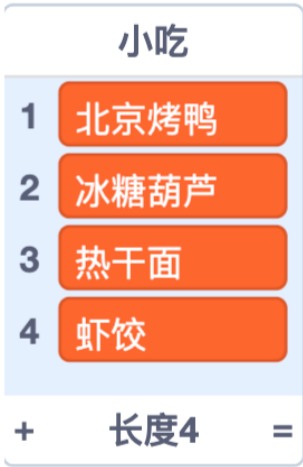 小吃
1 北京烤鸭
2 冰糖葫芦
3 热干面
4 虾饺
+ 长度4 =